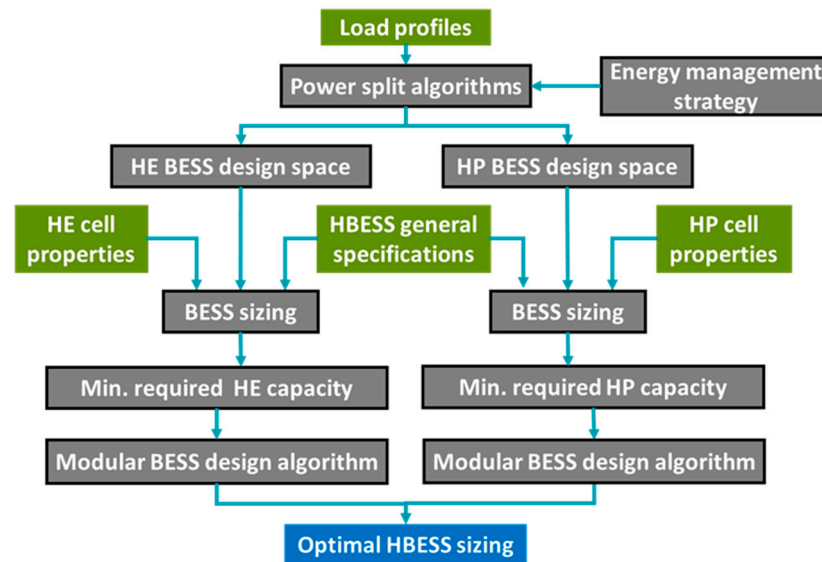 Load profiles
Power split algorithms
Energy management
strategy
HE BESS design space
HP BESS design space
HE cell
properties
HBESS general
specifications
HP cell
properties
BESS sizing
BESS sizing
Min. required HE capacity
Min. required HP capacity
Modular BESS design algorithm
Modular BESS design algorithm
Optimal HBESS sizing